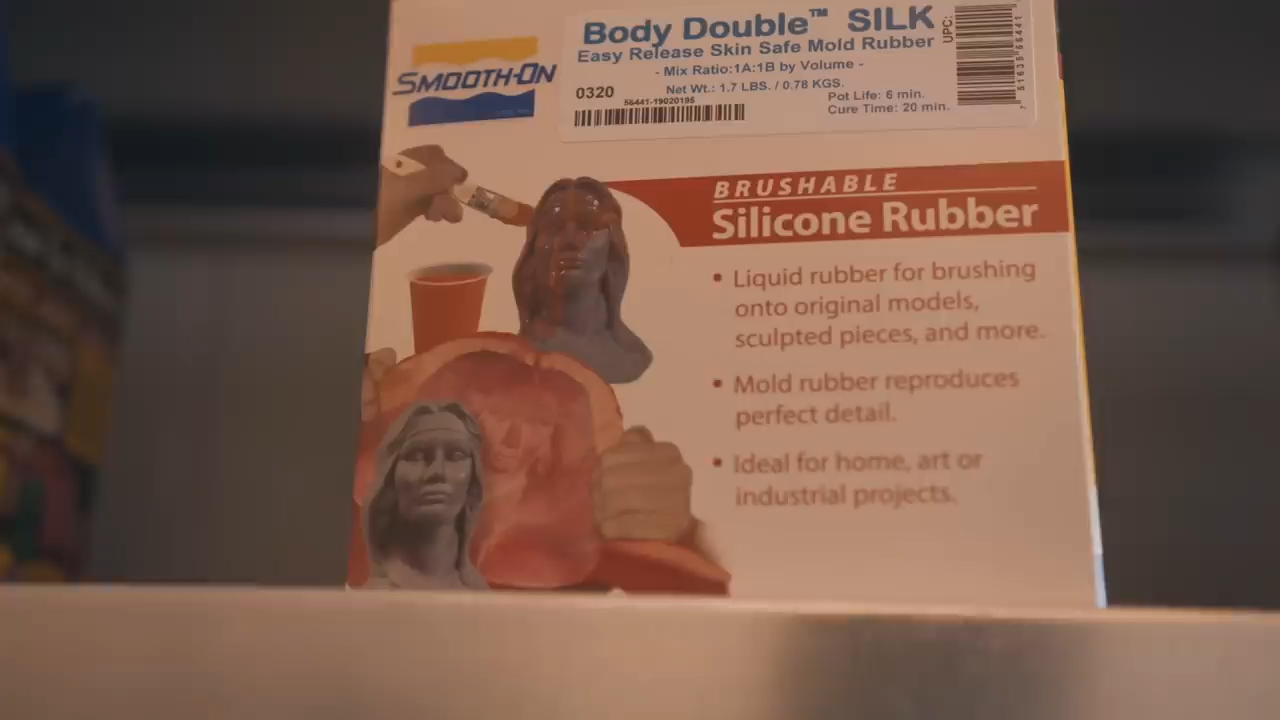 Body Double™ SILK
Easy Release Skin Safe Mold Rubber
- Mix Ratio:1A:1B by Volume -
Net Wt.: 1.7 LBS. / 0.78 KGS.
0320
56441-19020195
Pot Life: 6 min.
Cure Time: 20 min.
UPC:
SMOOTH-ON
BRUSHABLE
Silicone Rubber
• Liquid rubber for brushing
onto original models,
sculpted pieces, and more.
• Mold rubber reproduces
perfect detail.
• Ideal for home, art or
industrial projects.